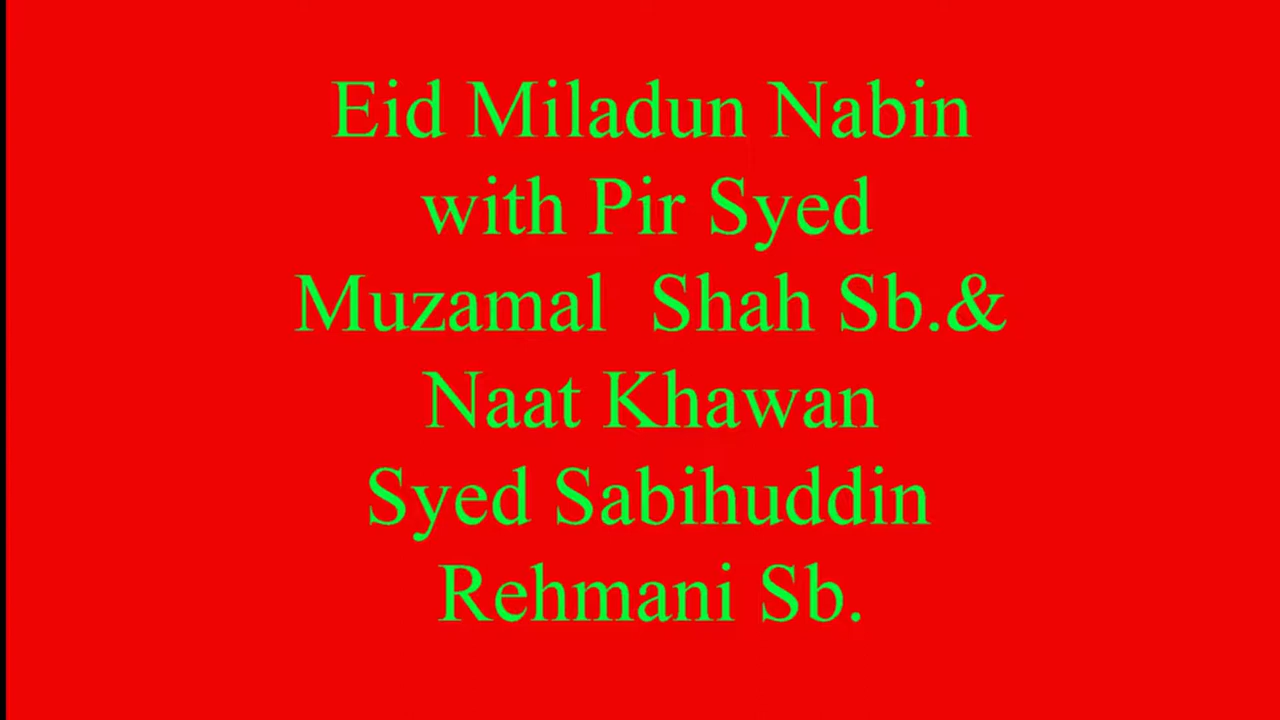 Eid Miladun Nabin
with Pir Syed
Muzamal  Shah Sb.&
Naat Khawan
Syed Sabihuddin
Rehmani Sb.